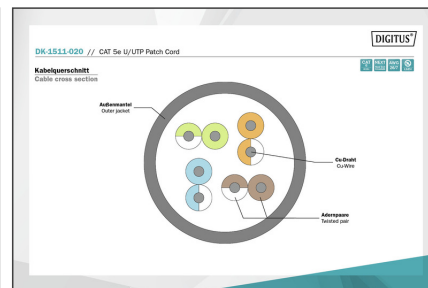 DIGITUS®
DK-1511-020 // CAT 5e U/UTP Patch Cord
Kabelquerschnitt
Cable cross section
Außenmantel
Outer jacket
Cu-Draht
Cu-Wire
Adernpaare
Twisted pair